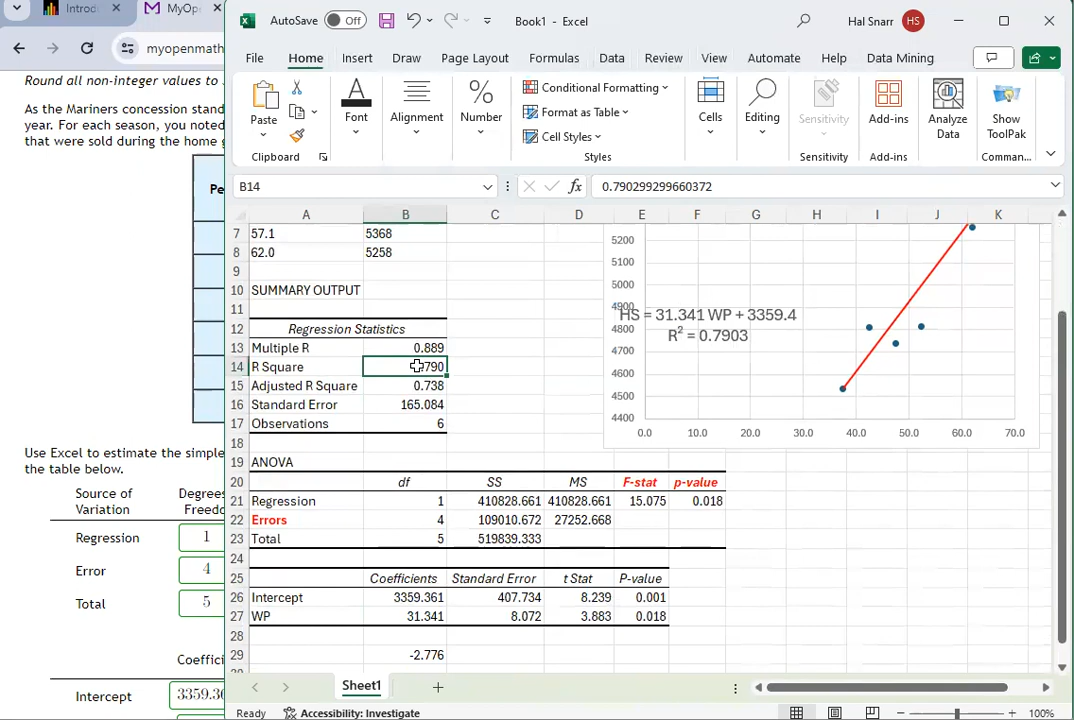 Introd
MyOp
myopenmath
Round all non-integer values to
As the Mariners concession stand
year. For each season, you noted
that were sold during the home g
Pe
Use Excel to estimate the simple
the table below.
Source of Degrees
Variation Freedo
Regression 1
Error 4
Total 5
Coeffici
Intercept 3359.36
AutoSave Off Book1 - Excel Hal Snarr HS
File Home Insert Draw Page Layout Formulas Data Review View Automate Help Data Mining
Paste Font Alignment Number Conditional Formatting Format as Table Cell Styles Cells Editing Sensitivity Add-ins Analyze Data Show ToolPak
Clipboard Styles Sensitivity Add-ins Comman...
B14 fx 0.790299299660372
A B C D E F G H I J K
7 57.1 5368
8 62.0 5258
9
10 SUMMARY OUTPUT
11
12 Regression Statistics
13 Multiple R 0.889
14 R Square 790
15 Adjusted R Square 0.738
16 Standard Error 165.084
17 Observations 6
18
19 ANOVA
20 df SS MS F-stat p-value
21 Regression 1 410828.661 410828.661 15.075 0.018
22 Errors 4 109010.672 27252.668
23 Total 5 519839.333
24
25 Coefficients Standard Error t Stat P-value
26 Intercept 3359.361 407.734 8.239 0.001
27 WP 31.341 8.072 3.883 0.018
28
29 -2.776
5200
5100
5000
4900
4800
4700
4600
4500
4400
HS = 31.341 WP + 3359.4
R² = 0.7903
0.0 10.0 20.0 30.0 40.0 50.0 60.0 70.0
Sheet1
Ready Accessibility: Investigate 100%